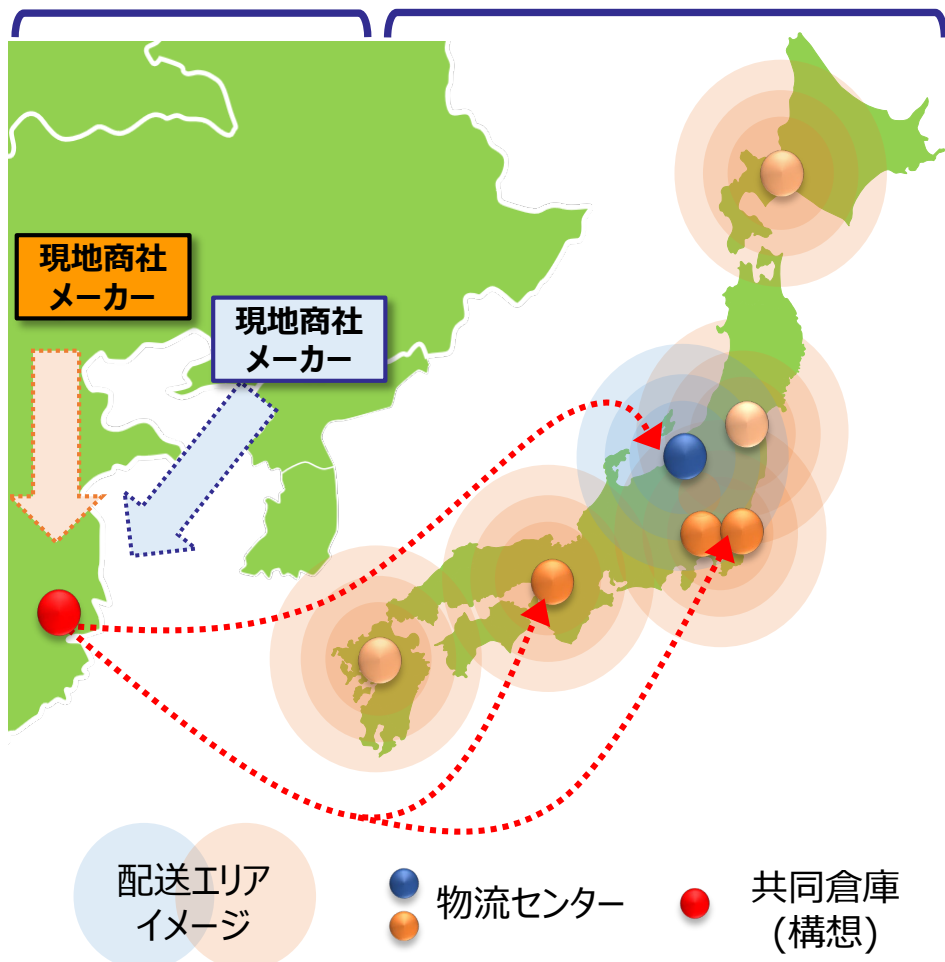 現地商社
メーカー
現地商社
メーカー
配送エリア
イメージ
物流センター
共同倉庫
(構想)